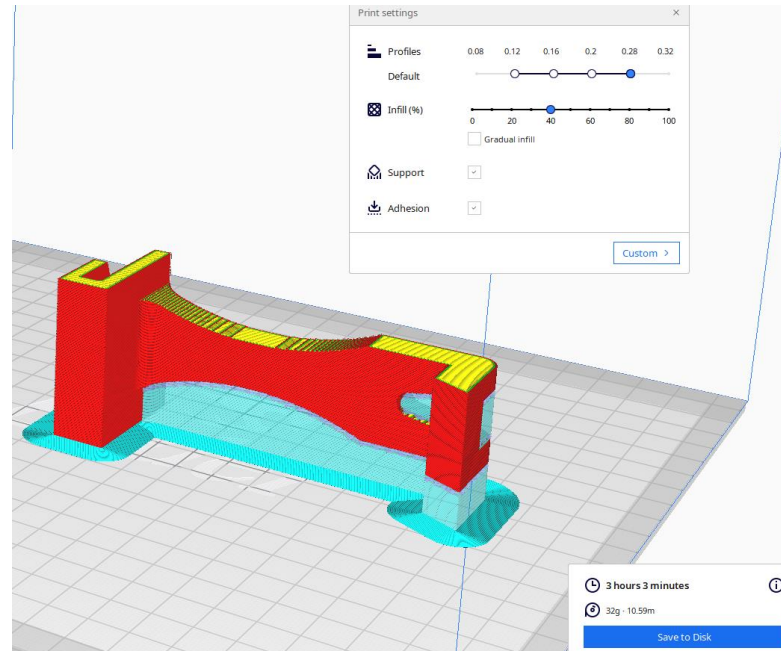 Print settings ×
Profiles 0.08 0.12 0.16 0.2 0.28 0.32
Default
Infill (%)
0 20 40 60 80 100
Gradual infill
Support
Adhesion
Custom >
3 hours 3 minutes
32g · 10.59m
Save to Disk